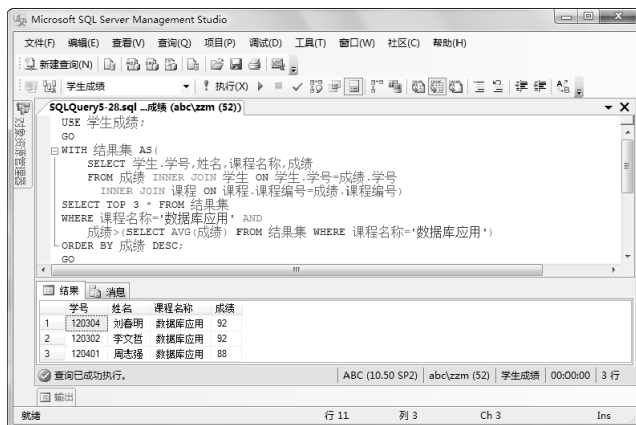 Microsoft SQL Server Management Studio
文件(F) 编辑(E) 查看(V) 查询(Q) 项目(P) 调试(D) 工具(T) 窗口(W) 社区(C) 帮助(H)
新建查询(N)
学生成绩 执行(X)
SQLQuery5-28.sql ...成绩 (abc\zzm (52))
对象资源管理器
USE 学生成绩;
GO
WITH 结果集 AS(
SELECT 学生.学号,姓名,课程名称,成绩
FROM 成绩 INNER JOIN 学生 ON 学生.学号=成绩.学号
INNER JOIN 课程 ON 课程.课程编号=成绩.课程编号)
SELECT TOP 3 * FROM 结果集
WHERE 课程名称='数据库应用' AND
成绩>(SELECT AVG(成绩) FROM 结果集 WHERE 课程名称='数据库应用')
ORDER BY 成绩 DESC;
GO
结果 消息
学号 姓名 课程名称 成绩
1 120304 刘春明 数据库应用 92
2 120302 李文哲 数据库应用 92
3 120401 周志强 数据库应用 88
查询已成功执行。 ABC (10.50 SP2) abc\zzm (52) 学生成绩 00:00:00 3 行
输出
就绪 行 11 列 3 Ch 3 Ins